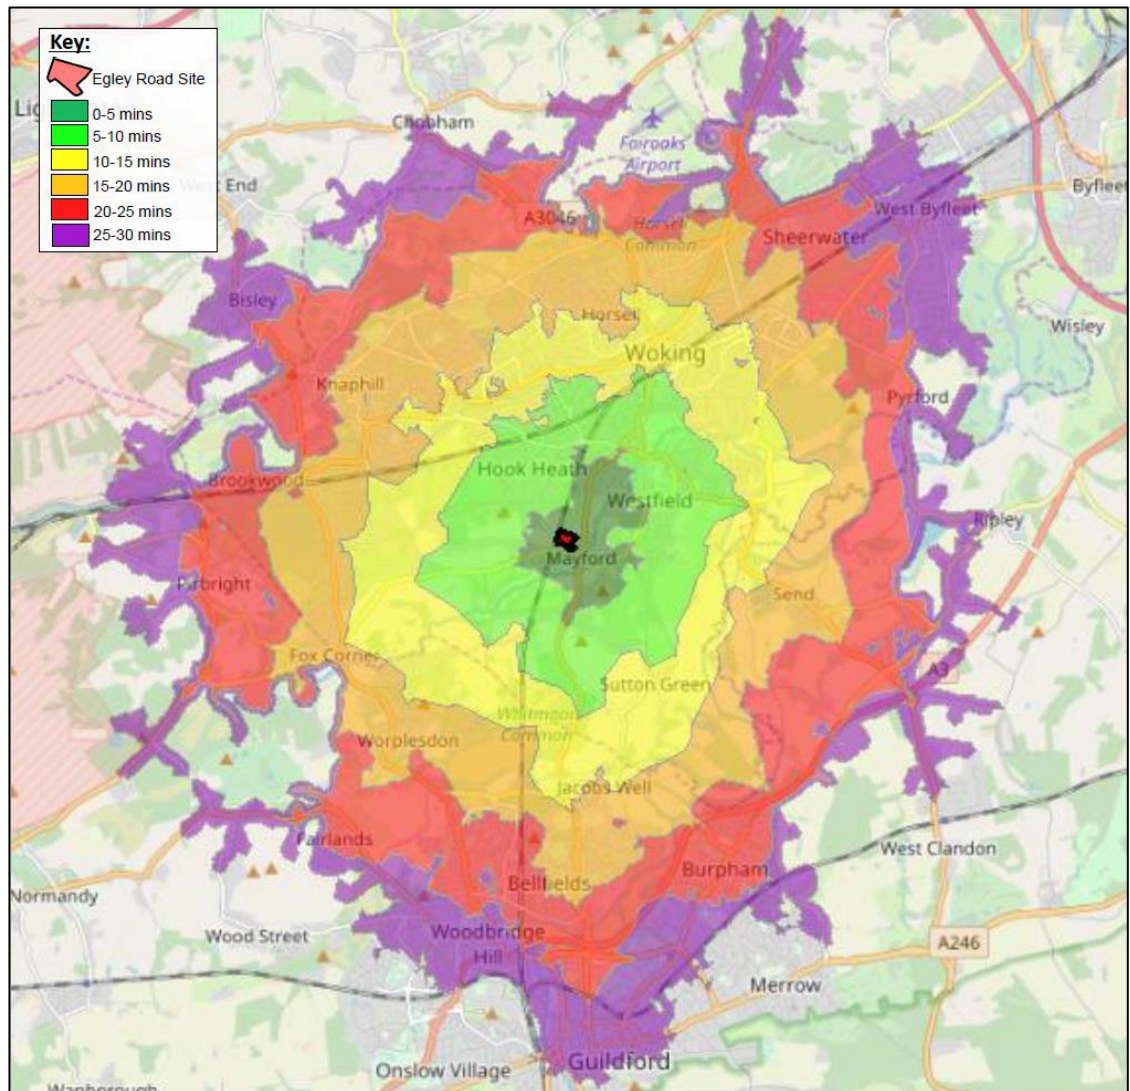 Key:
Egley Road Site
0-5 mins
5-10 mins
10-15 mins
15-20 mins
20-25 mins
25-30 mins
Lig
Chobham
Fairoaks
Airport
West End
Byfleet
West Byfleet
A3046
Horsell
Common
Sheerwater
Bisley
Horsell
Wisley
Woking
Knaphill
Pyrford
Hook Heath
Brookwood
Westfield
Ripley
Mayford
Pirbright
Send
Fox Corner
A3
Sutton Green
Whitmoor
Common
Worplesdon
Jacobs Well
Fairlands
West Clandon
Burpham
Bellfields
Normandy
Wood Street
Woodbridge
Hill
A246
Merrow
Guildford
Onslow Village
Wanborough